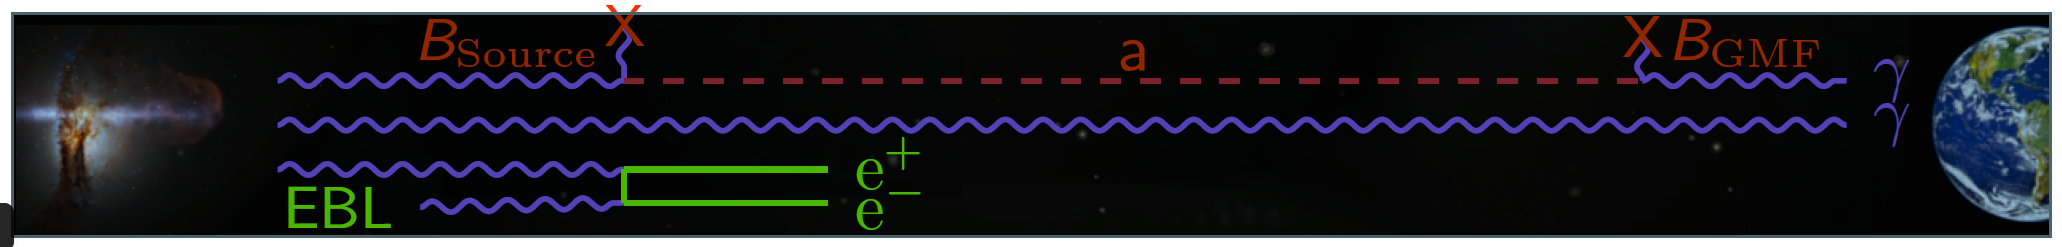 X X
B_Source a B_GMF
γ
γ
e⁺
EBL e⁻